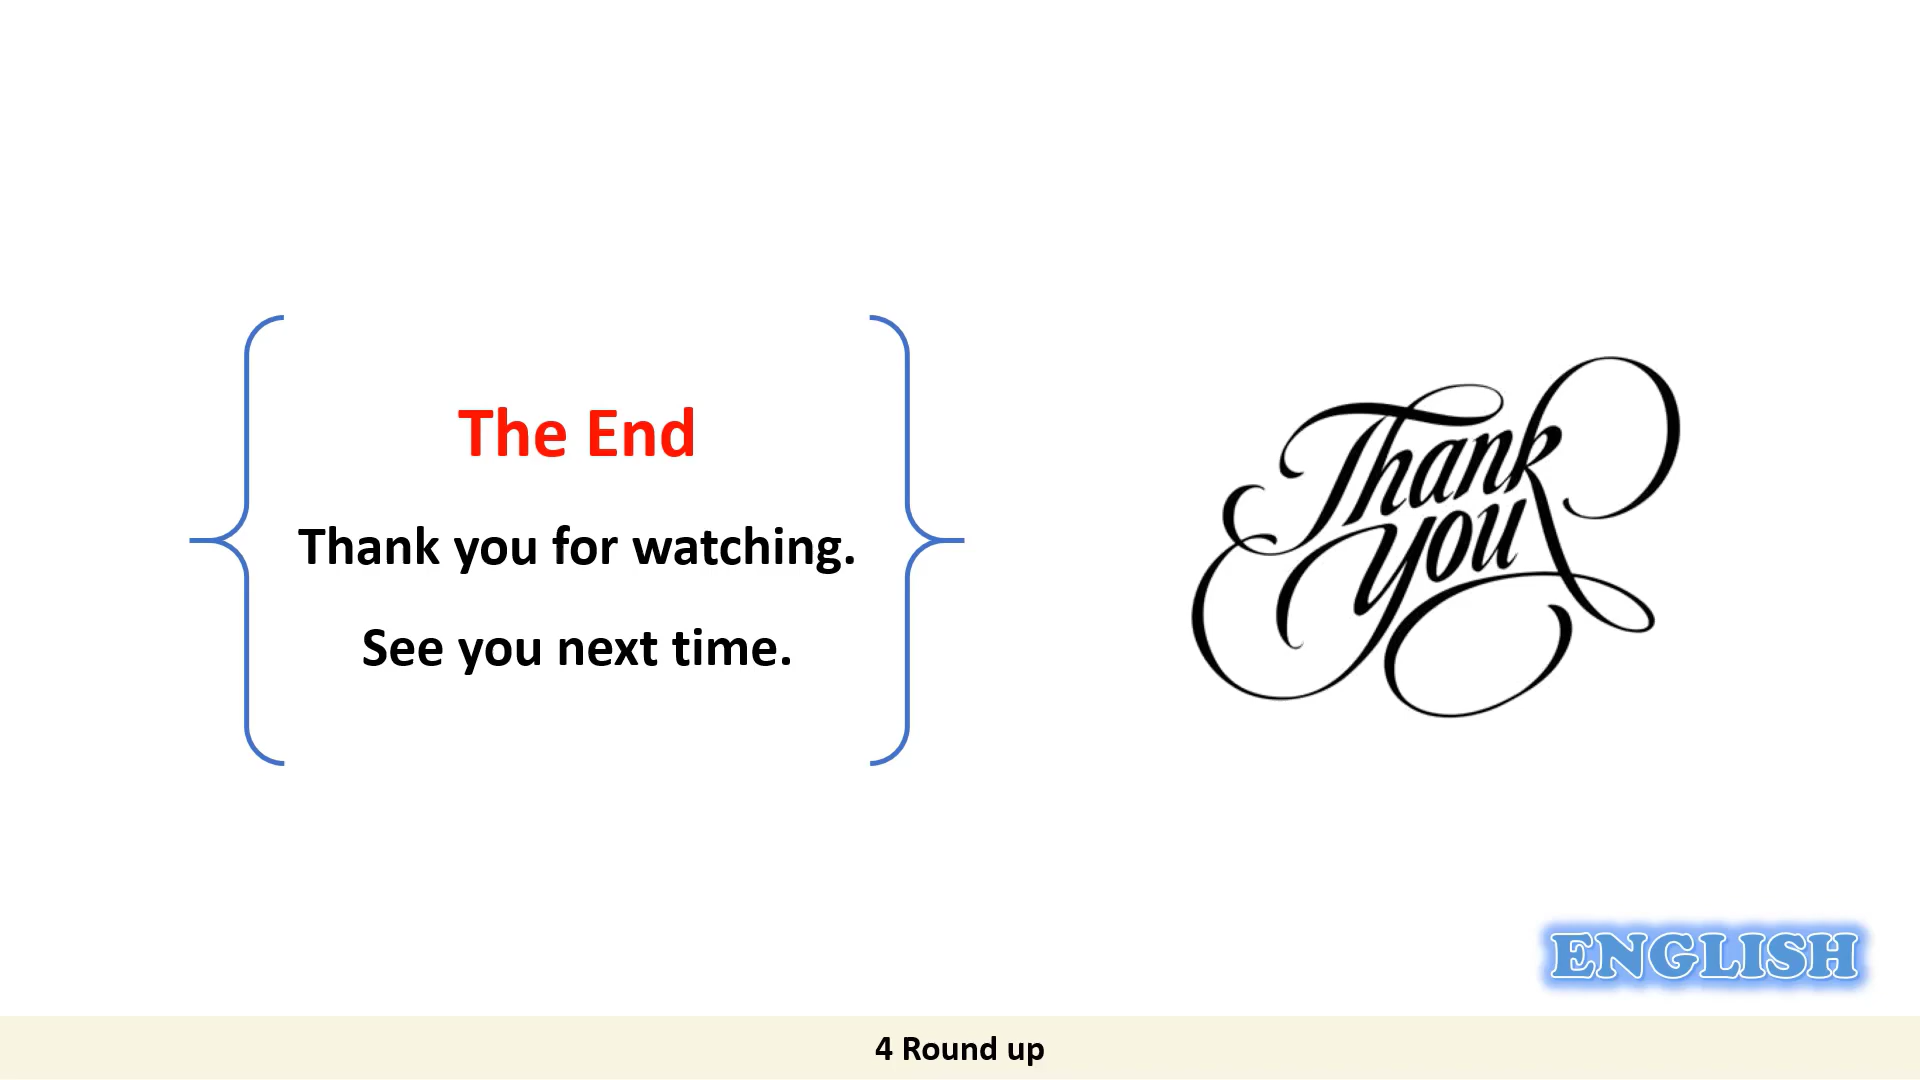 The End
Thank you for watching.
See you next time.
Thank
you
ENGLISH
4 Round up